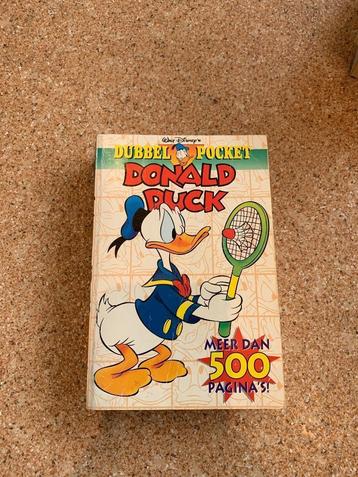 Walt Disney's
DUBBEL POCKET
DONALD
DUCK
MEER DAN
500
PAGINA'S!